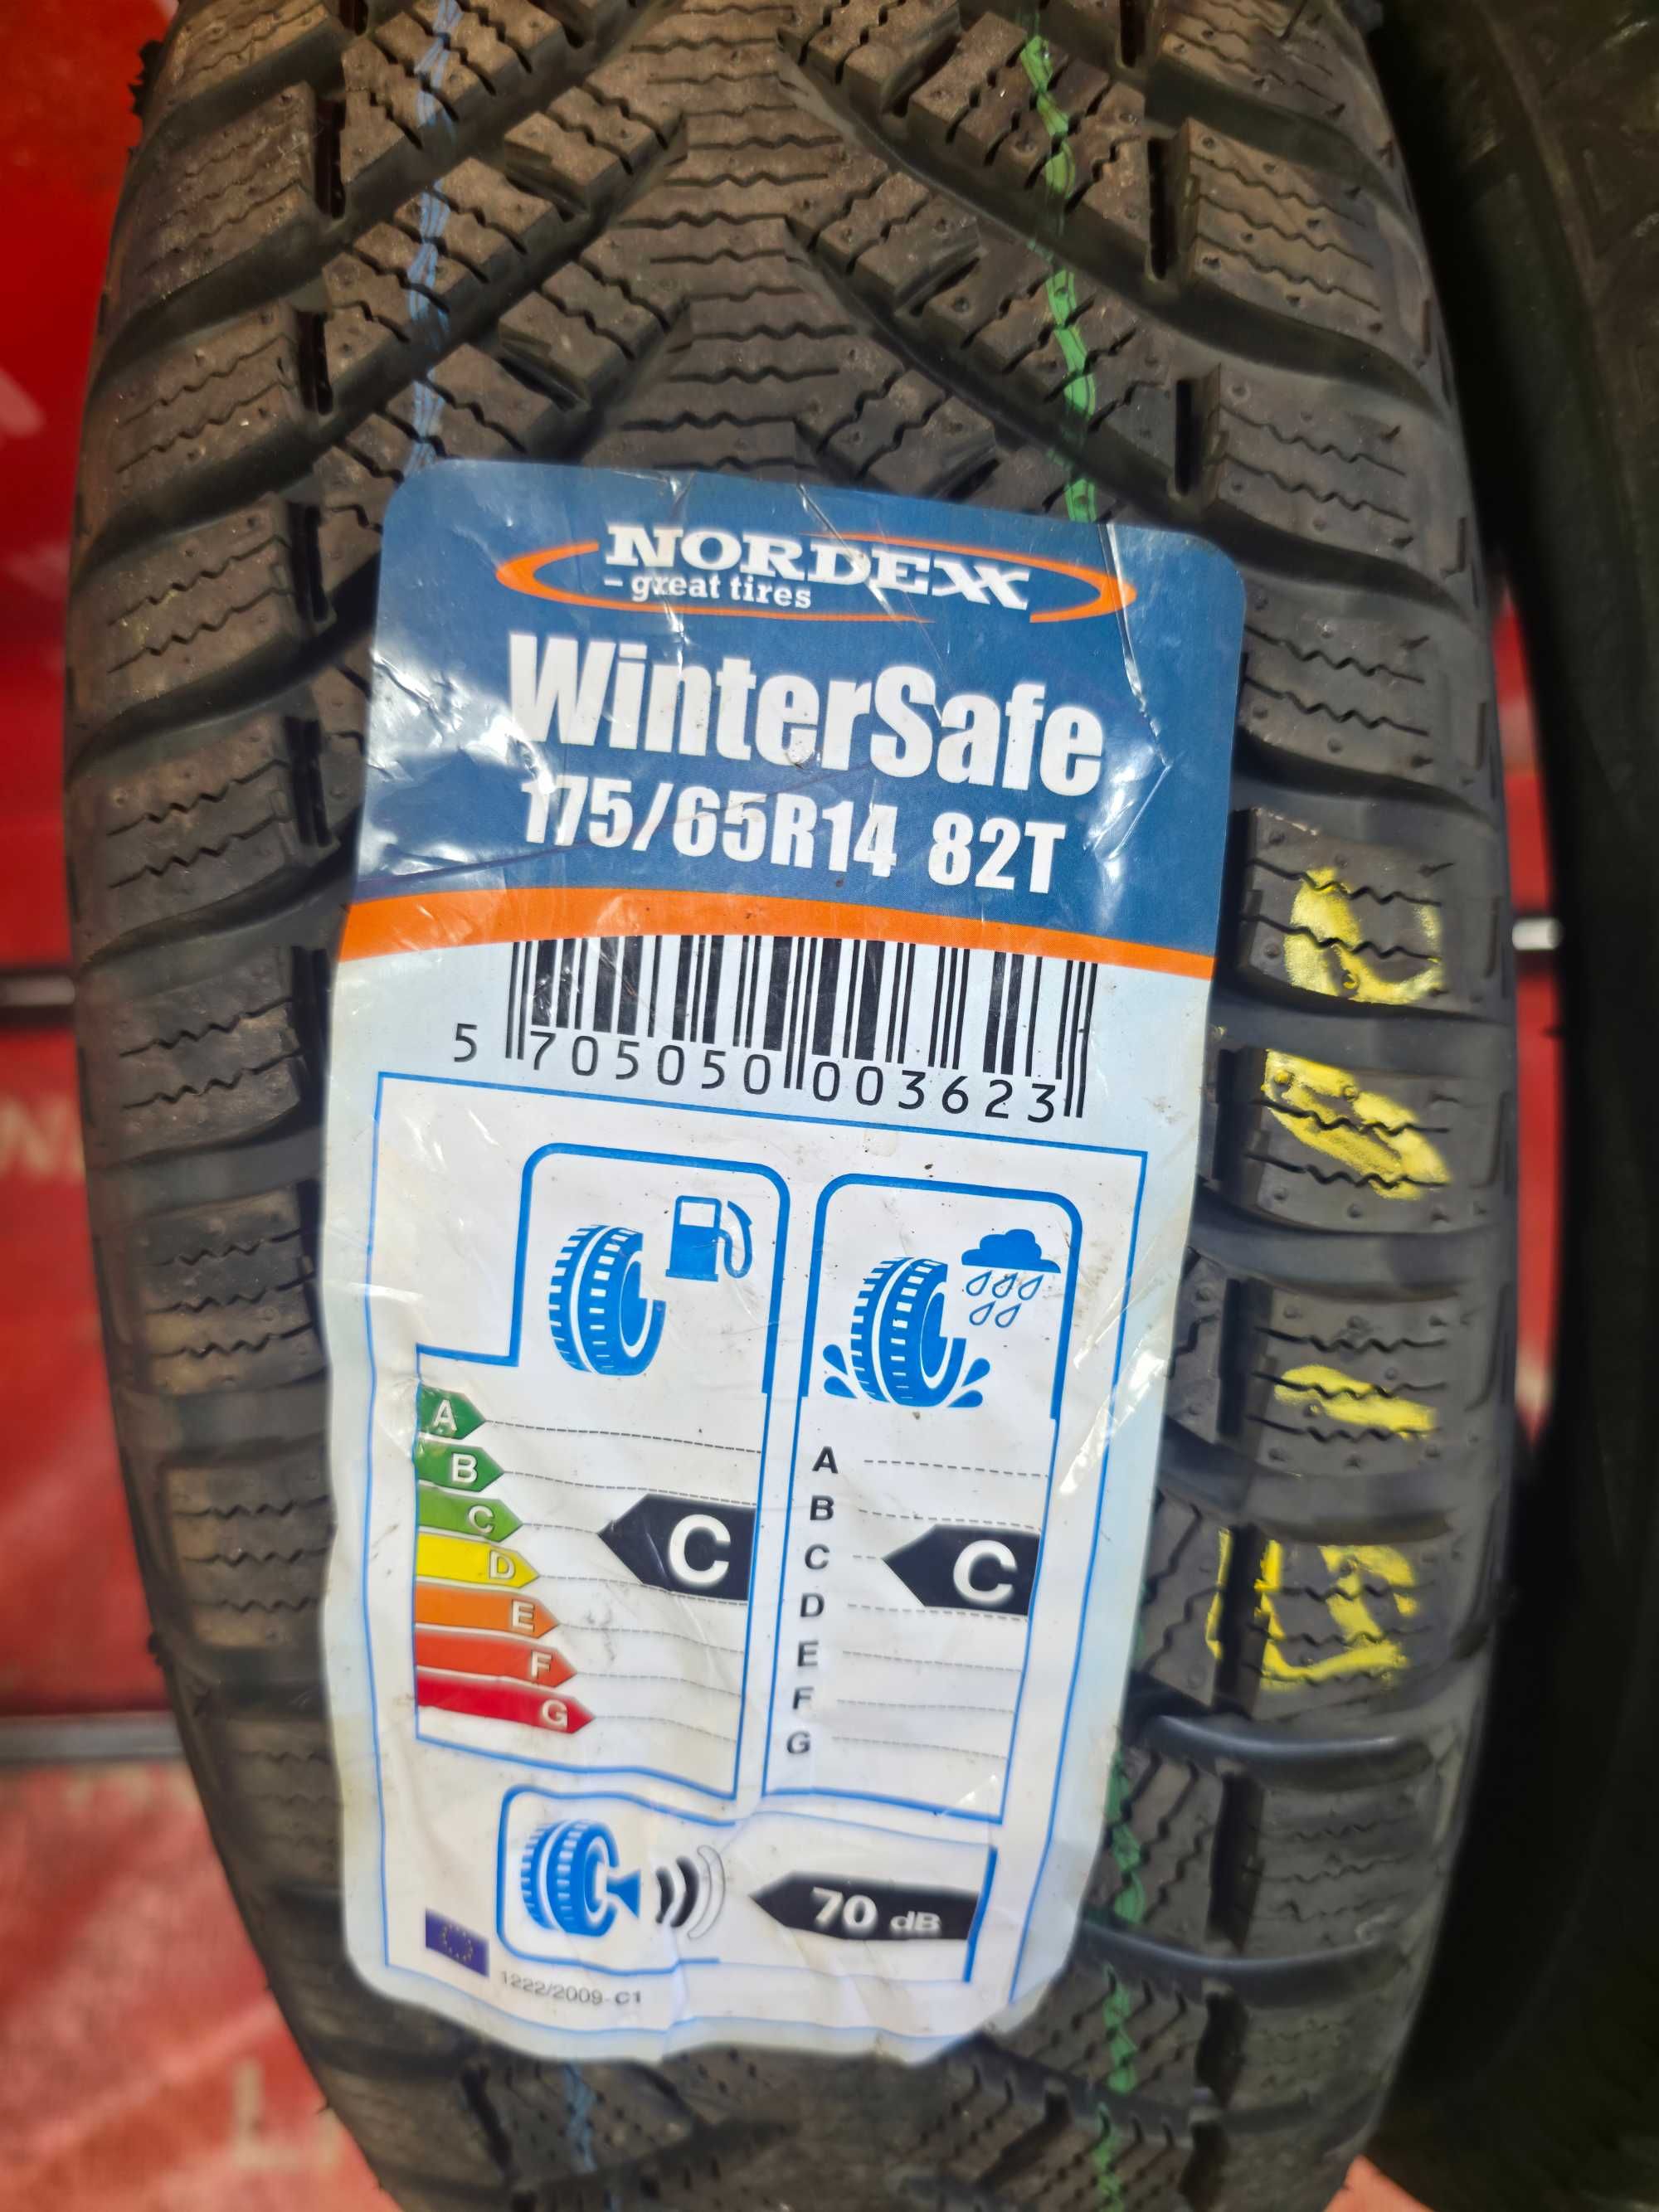 NORDEXX
– great tires
WinterSafe
175/65R14 82T
5 705050 003623
A
B
C
D
E
F
G
C
A
B
C
D
E
F
G
C
70 dB
1222/2009-C1